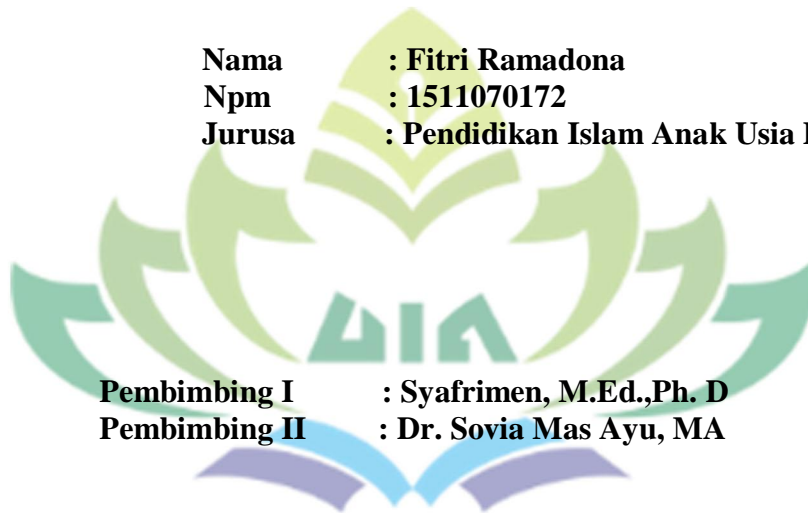 Nama : Fitri Ramadona
Npm : 1511070172
Jurusa : Pendidikan Islam Anak Usia
UIN
Pembimbing I : Syafrimen, M.Ed.,Ph. D
Pembimbing II : Dr. Sovia Mas Ayu, MA